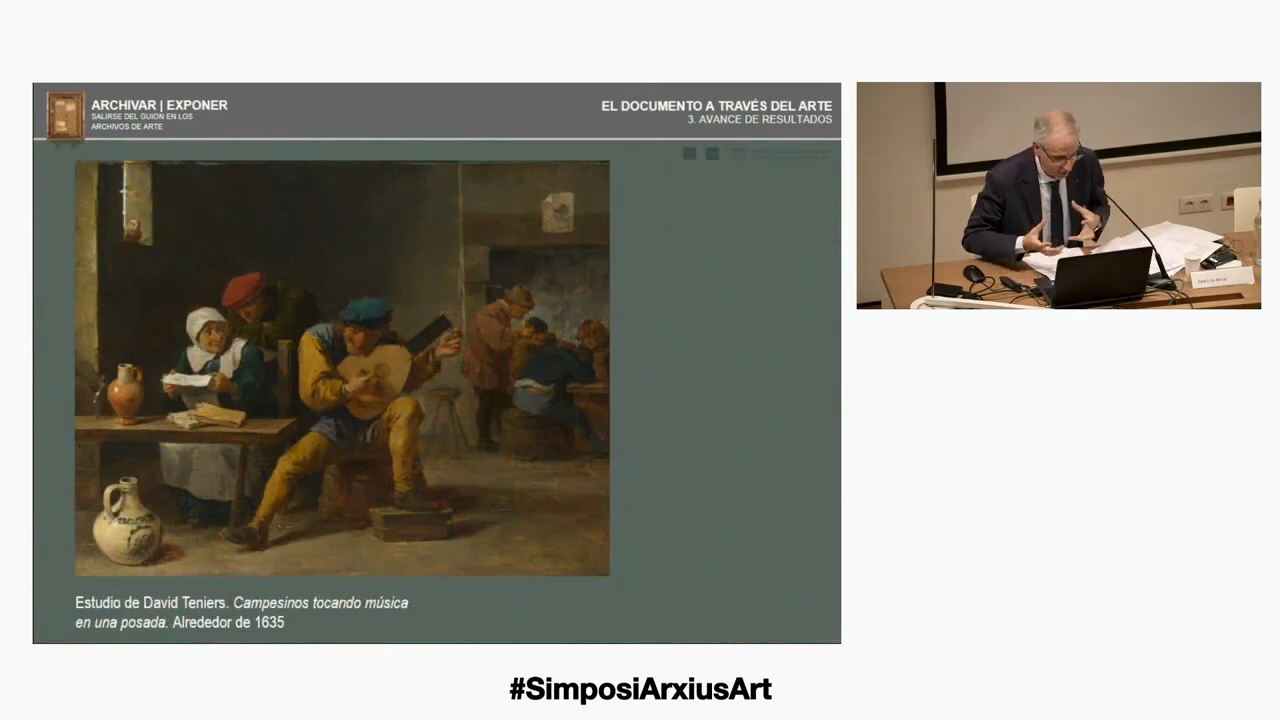 ARCHIVAR | EXPONER
SALIRSE DEL GUION EN LOS
ARCHIVOS DE ARTE
EL DOCUMENTO A TRAVÉS DEL ARTE
3. AVANCE DE RESULTADOS
Estudio de David Teniers. Campesinos tocando música
en una posada. Alrededor de 1635
#SimposiArxiusArt